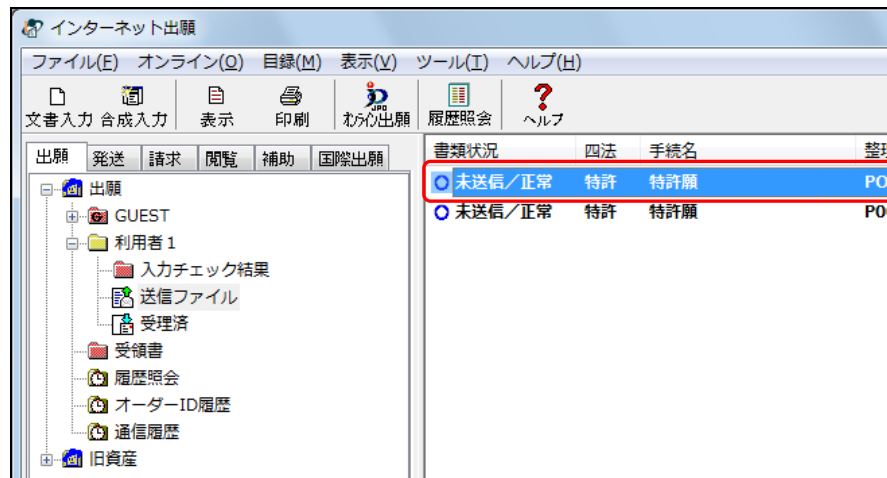 インターネット出願
ファイル(F) オンライン(O) 目録(M) 表示(V) ツール(T) ヘルプ(H)
文書入力 合成入力 表示 印刷 オンライン出願 履歴照会 ヘルプ
出願 発送 請求 閲覧 補助 国際出願
書類状況 四法 手続名 整理
未送信/正常 特許 特許願 PO
未送信/正常 特許 特許願 PO
出願
GUEST
利用者1
入力チェック結果
送信ファイル
受理済
受領書
履歴照会
オーダーID履歴
通信履歴
旧資産